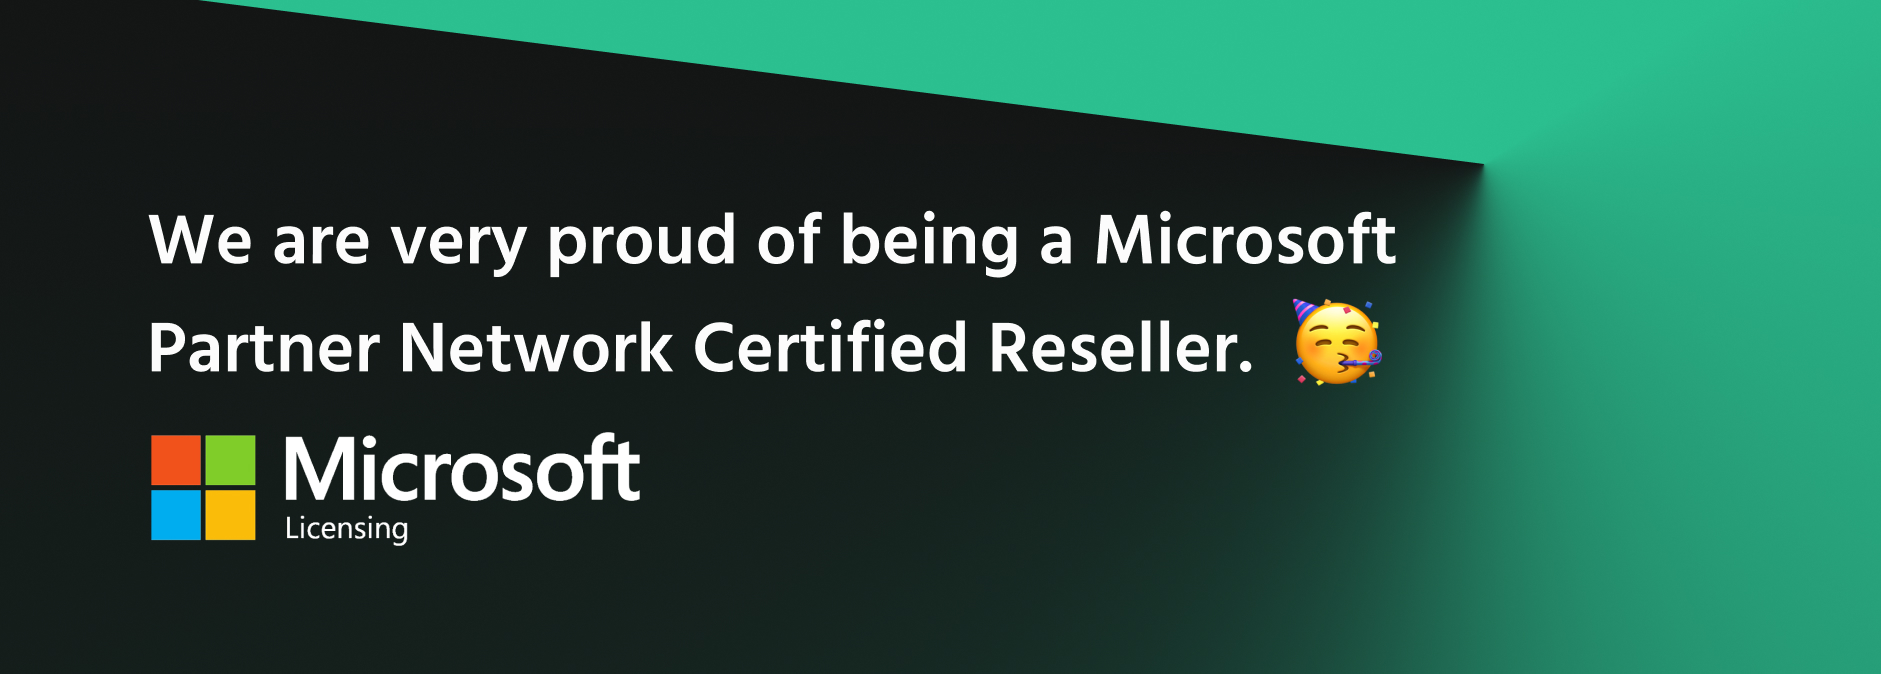 We are very proud of being a Microsoft
Partner Network Certified Reseller. 🥳
Microsoft
Licensing